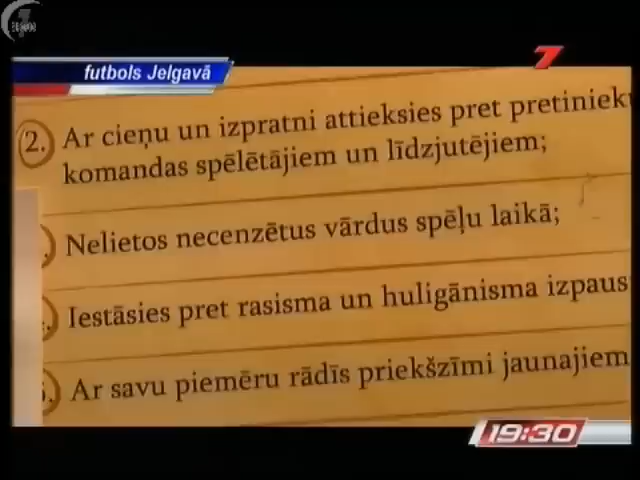 futbols Jelgavā
7
2. Ar cieņu un izpratni attieksies pret pretinieku
komandas spēlētājiem un līdzjutējiem;
Nelietos necenzētus vārdus spēļu laikā;
Iestāsies pret rasisma un huligānisma izpaus
Ar savu piemēru rādīs priekšzīmi jaunajiem
19:30